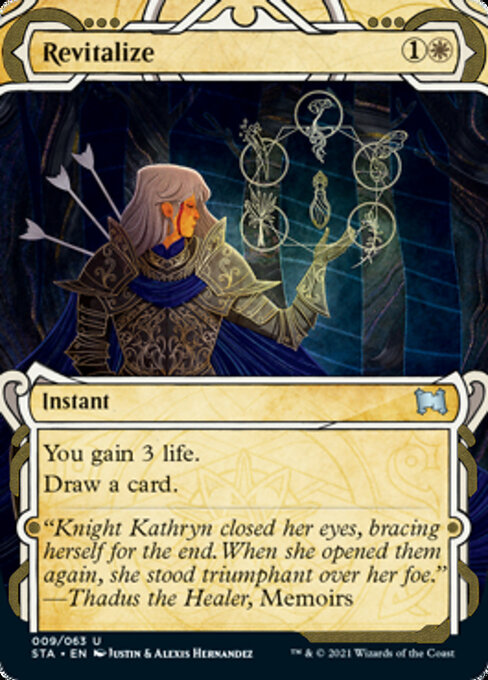 Revitalize 1
Instant
You gain 3 life.
Draw a card.
“Knight Kathryn closed her eyes, bracing
herself for the end. When she opened them
again, she stood triumphant over her foe.”
—Thadus the Healer, Memoirs
009/063 U
STA • EN Justin & Alexis Hernandez ™ & © 2021 Wizards of the Coast